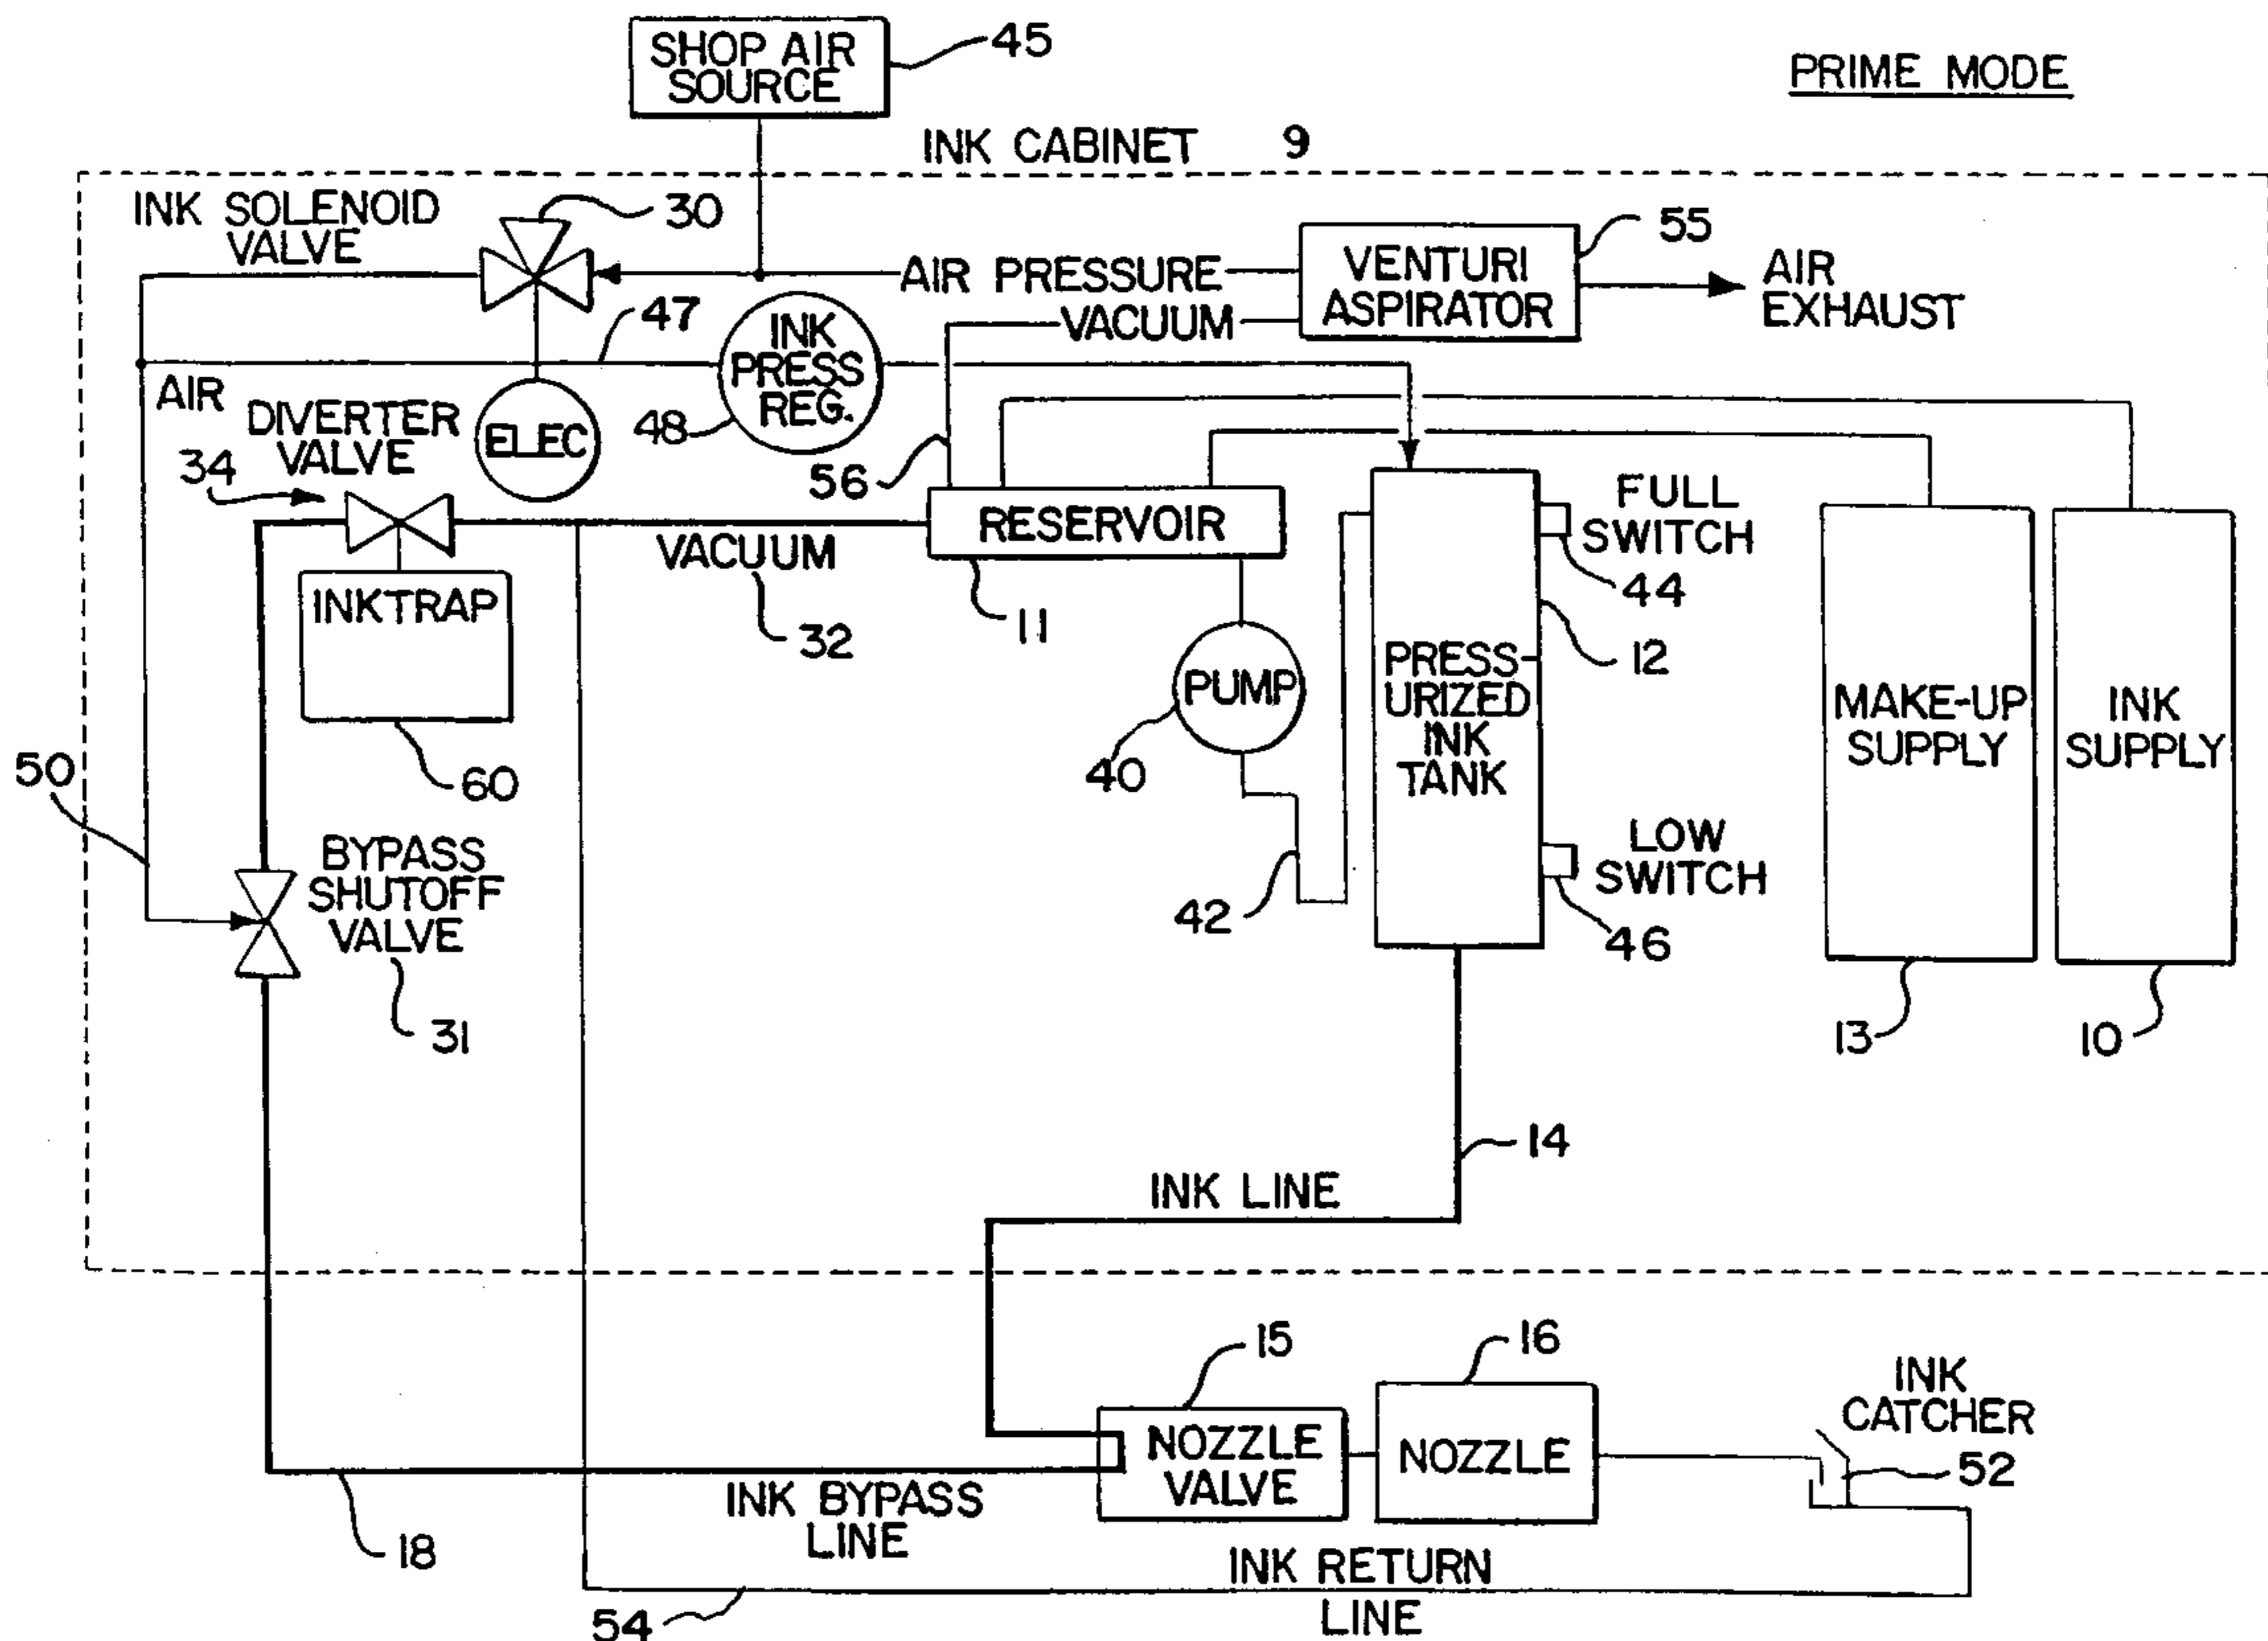 SHOP AIR
SOURCE
45
PRIME MODE
INK CABINET 9
INK SOLENOID
VALVE
30
AIR PRESSURE
VACUUM
VENTURI
ASPIRATOR
55
AIR
EXHAUST
47
INK
PRESS
REG.
48
AIR
DIVERTER
VALVE
34
ELEC
56
RESERVOIR
11
VACUUM
32
FULL
SWITCH
44
12
INK TRAP
60
PUMP
40
42
PRESS-
URIZED
INK
TANK
MAKE-UP
SUPPLY
13
INK
SUPPLY
10
50
BYPASS
SHUTOFF
VALVE
31
LOW
SWITCH
46
14
INK LINE
15
NOZZLE
VALVE
16
NOZZLE
INK
CATCHER
52
INK BYPASS
LINE
18
INK RETURN
LINE
54